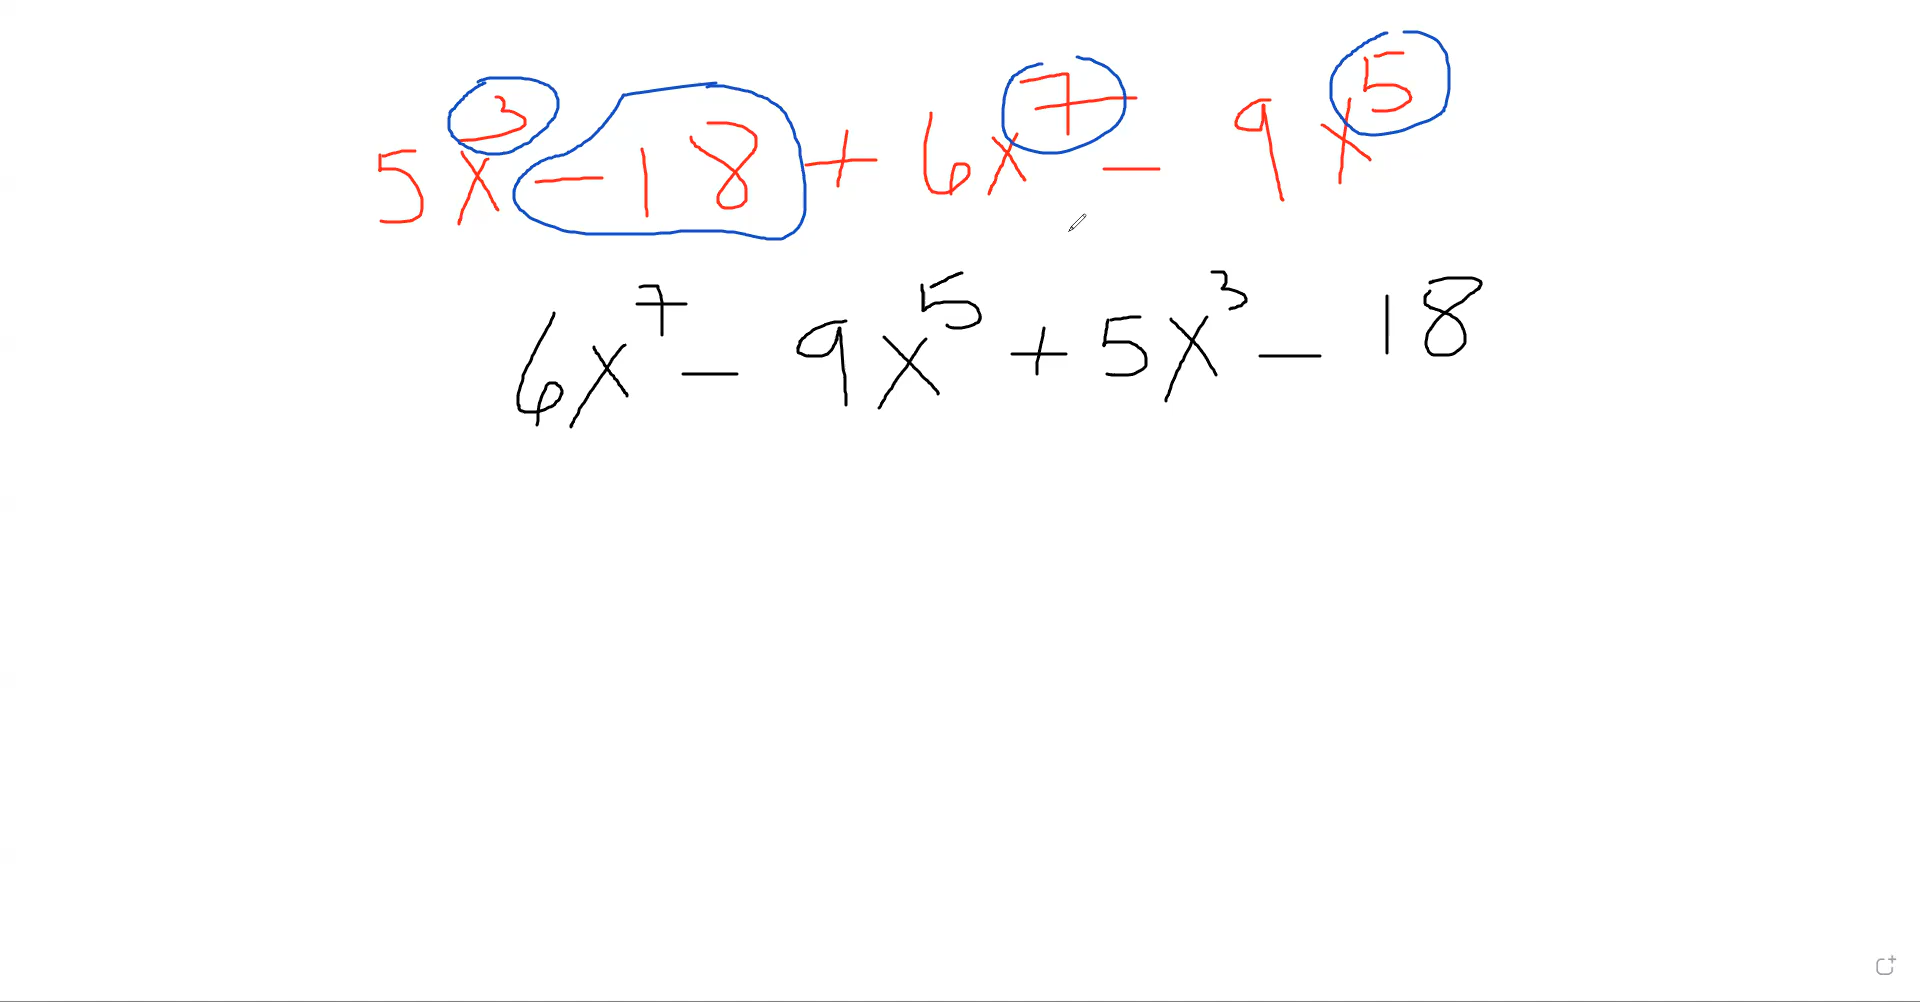 5x³ - 18 + 6x⁷ - 9x⁵
6x⁷ - 9x⁵ + 5x³ - 18